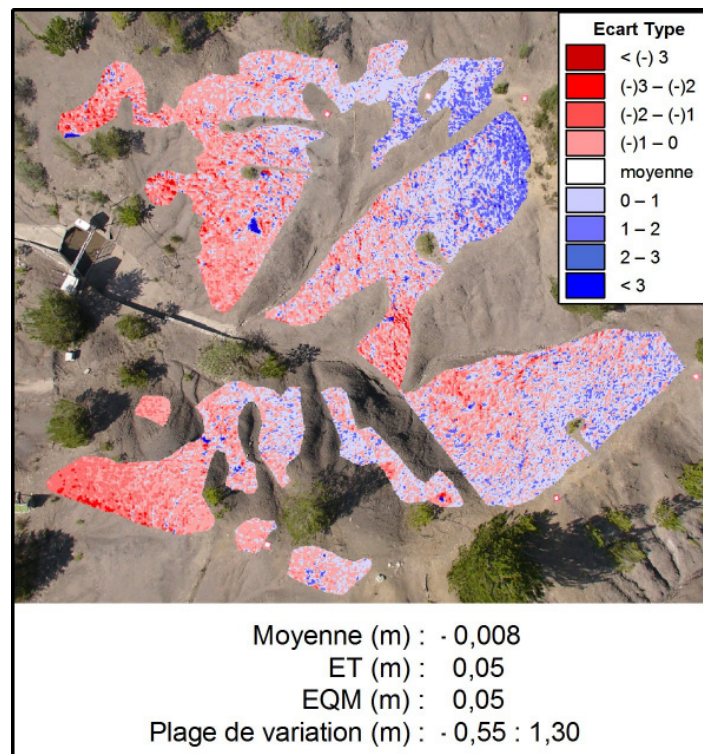 Ecart Type
< (-) 3
(-)3 – (-)2
(-)2 – (-)1
(-)1 – 0
moyenne
0 – 1
1 – 2
2 – 3
< 3
Moyenne (m) : - 0,008
ET (m) : 0,05
EQM (m) : 0,05
Plage de variation (m) : - 0,55 : 1,30